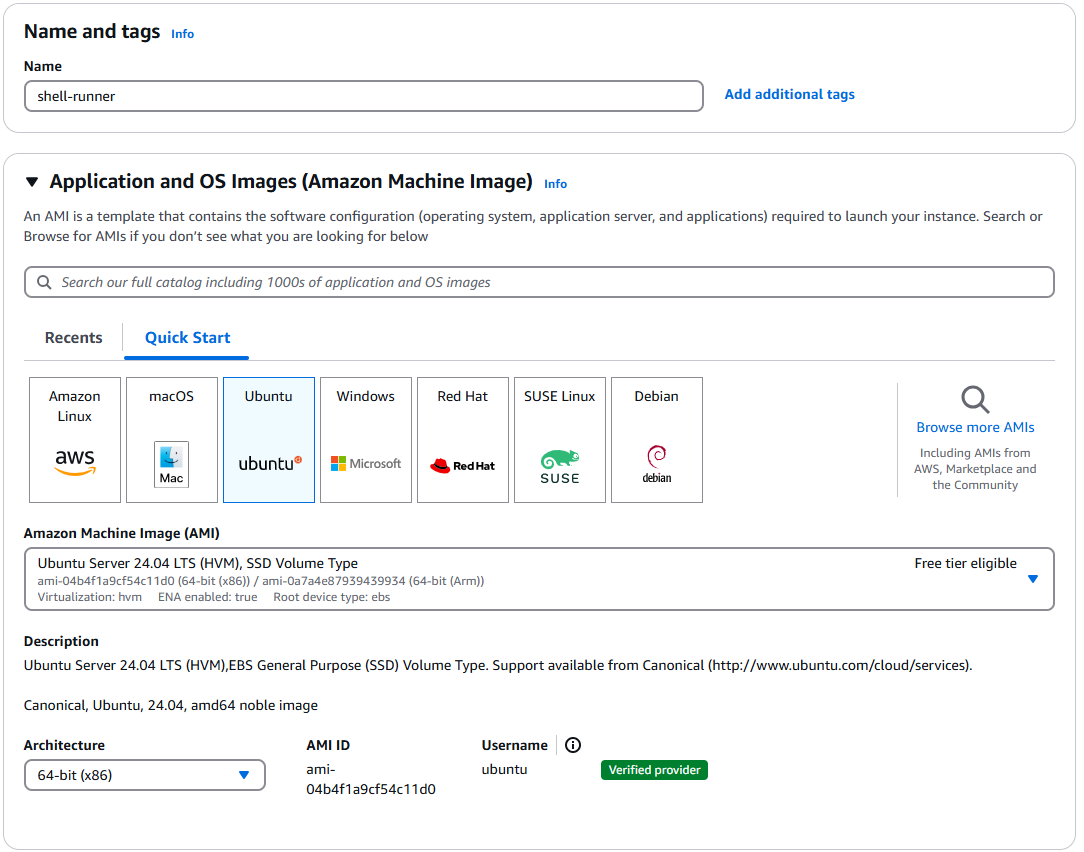 Name and tags Info
Name
shell-runner
Add additional tags
Application and OS Images (Amazon Machine Image) Info
An AMI is a template that contains the software configuration (operating system, application server, and applications) required to launch your instance. Search or
Browse for AMIs if you don’t see what you are looking for below
Search our full catalog including 1000s of application and OS images
Recents
Quick Start
Amazon
Linux
aws
macOS
Mac
Ubuntu
ubuntu
Windows
Microsoft
Red Hat
Red Hat
SUSE Linux
SUSE
Debian
debian
Browse more AMIs
Including AMIs from
AWS, Marketplace and
the Community
Amazon Machine Image (AMI)
Ubuntu Server 24.04 LTS (HVM), SSD Volume Type
Free tier eligible
ami-04b4f1a9cf54c11d0 (64-bit (x86)) / ami-0a7a4e87939439934 (64-bit (Arm))
Virtualization: hvm ENA enabled: true Root device type: ebs
Description
Ubuntu Server 24.04 LTS (HVM),EBS General Purpose (SSD) Volume Type. Support available from Canonical (http://www.ubuntu.com/cloud/services).
Canonical, Ubuntu, 24.04, amd64 noble image
Architecture
64-bit (x86)
AMI ID
ami-
04b4f1a9cf54c11d0
Username
ubuntu
Verified provider